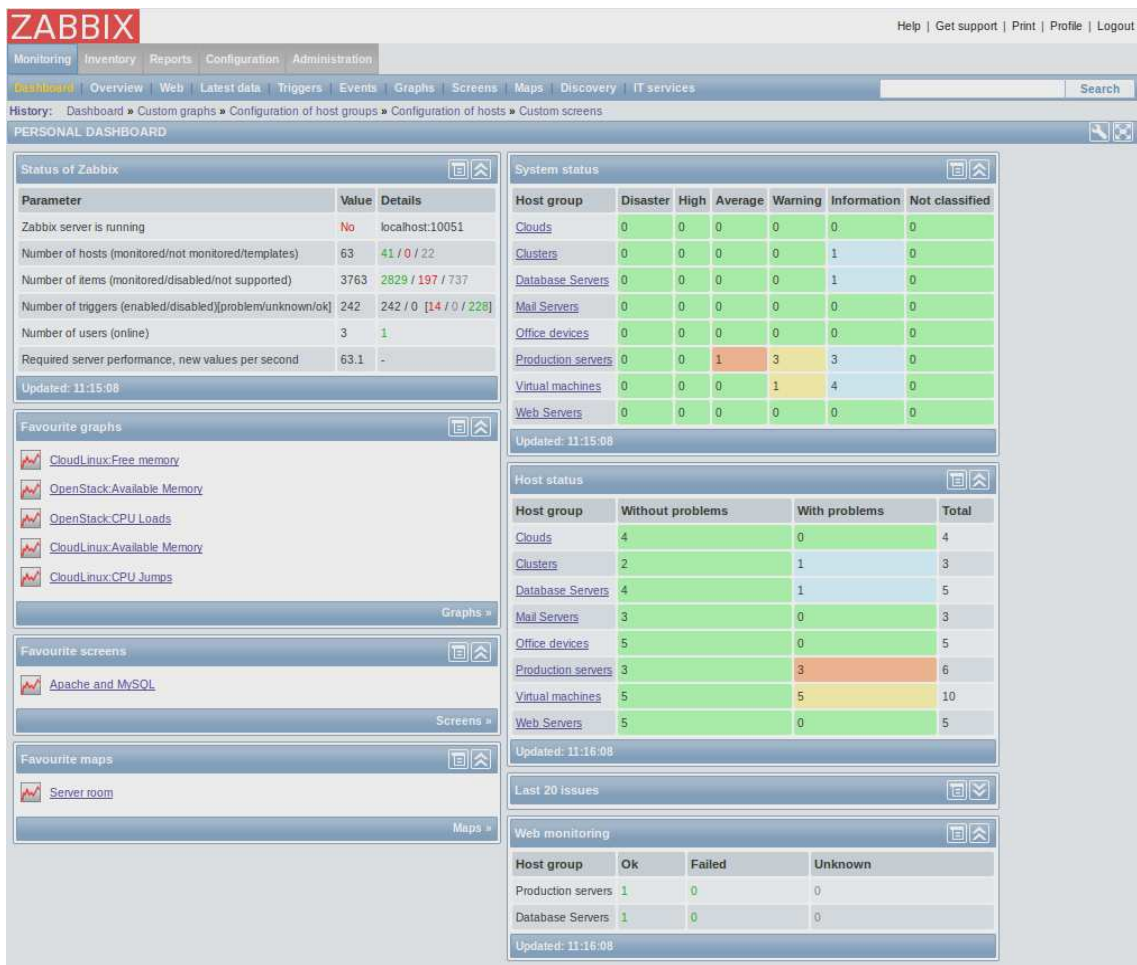 ZABBIX
Help | Get support | Print | Profile | Logout
Monitoring Inventory Reports Configuration Administration
Dashboard | Overview | Web | Latest data | Triggers | Events | Graphs | Screens | Maps | Discovery | IT services Search
History: Dashboard » Custom graphs » Configuration of host groups » Configuration of hosts » Custom screens
PERSONAL DASHBOARD
Status of Zabbix
Parameter Value Details
Zabbix server is running No localhost:10051
Number of hosts (monitored/not monitored/templates) 63 41 / 0 / 22
Number of items (monitored/disabled/not supported) 3763 2829 / 197 / 737
Number of triggers (enabled/disabled)[problem/unknown/ok] 242 242 / 0 [14 / 0 / 228]
Number of users (online) 3 1
Required server performance, new values per second 63.1 -
Updated: 11:15:08
Favourite graphs
CloudLinux:Free memory
OpenStack:Available Memory
OpenStack:CPU Loads
CloudLinux:Available Memory
CloudLinux:CPU Jumps
Graphs »
Favourite screens
Apache and MySQL
Screens »
Favourite maps
Server room
Maps »
System status
Host group Disaster High Average Warning Information Not classified
Clouds 0 0 0 0 0 0
Clusters 0 0 0 0 1 0
Database Servers 0 0 0 0 1 0
Mail Servers 0 0 0 0 0 0
Office devices 0 0 0 0 0 0
Production servers 0 0 1 3 3 0
Virtual machines 0 0 0 1 4 0
Web Servers 0 0 0 0 0 0
Updated: 11:15:08
Host status
Host group Without problems With problems Total
Clouds 4 0 4
Clusters 2 1 3
Database Servers 4 1 5
Mail Servers 3 0 3
Office devices 5 0 5
Production servers 3 3 6
Virtual machines 5 5 10
Web Servers 5 0 5
Updated: 11:16:08
Last 20 issues
Web monitoring
Host group Ok Failed Unknown
Production servers 1 0 0
Database Servers 1 0 0
Updated: 11:16:08